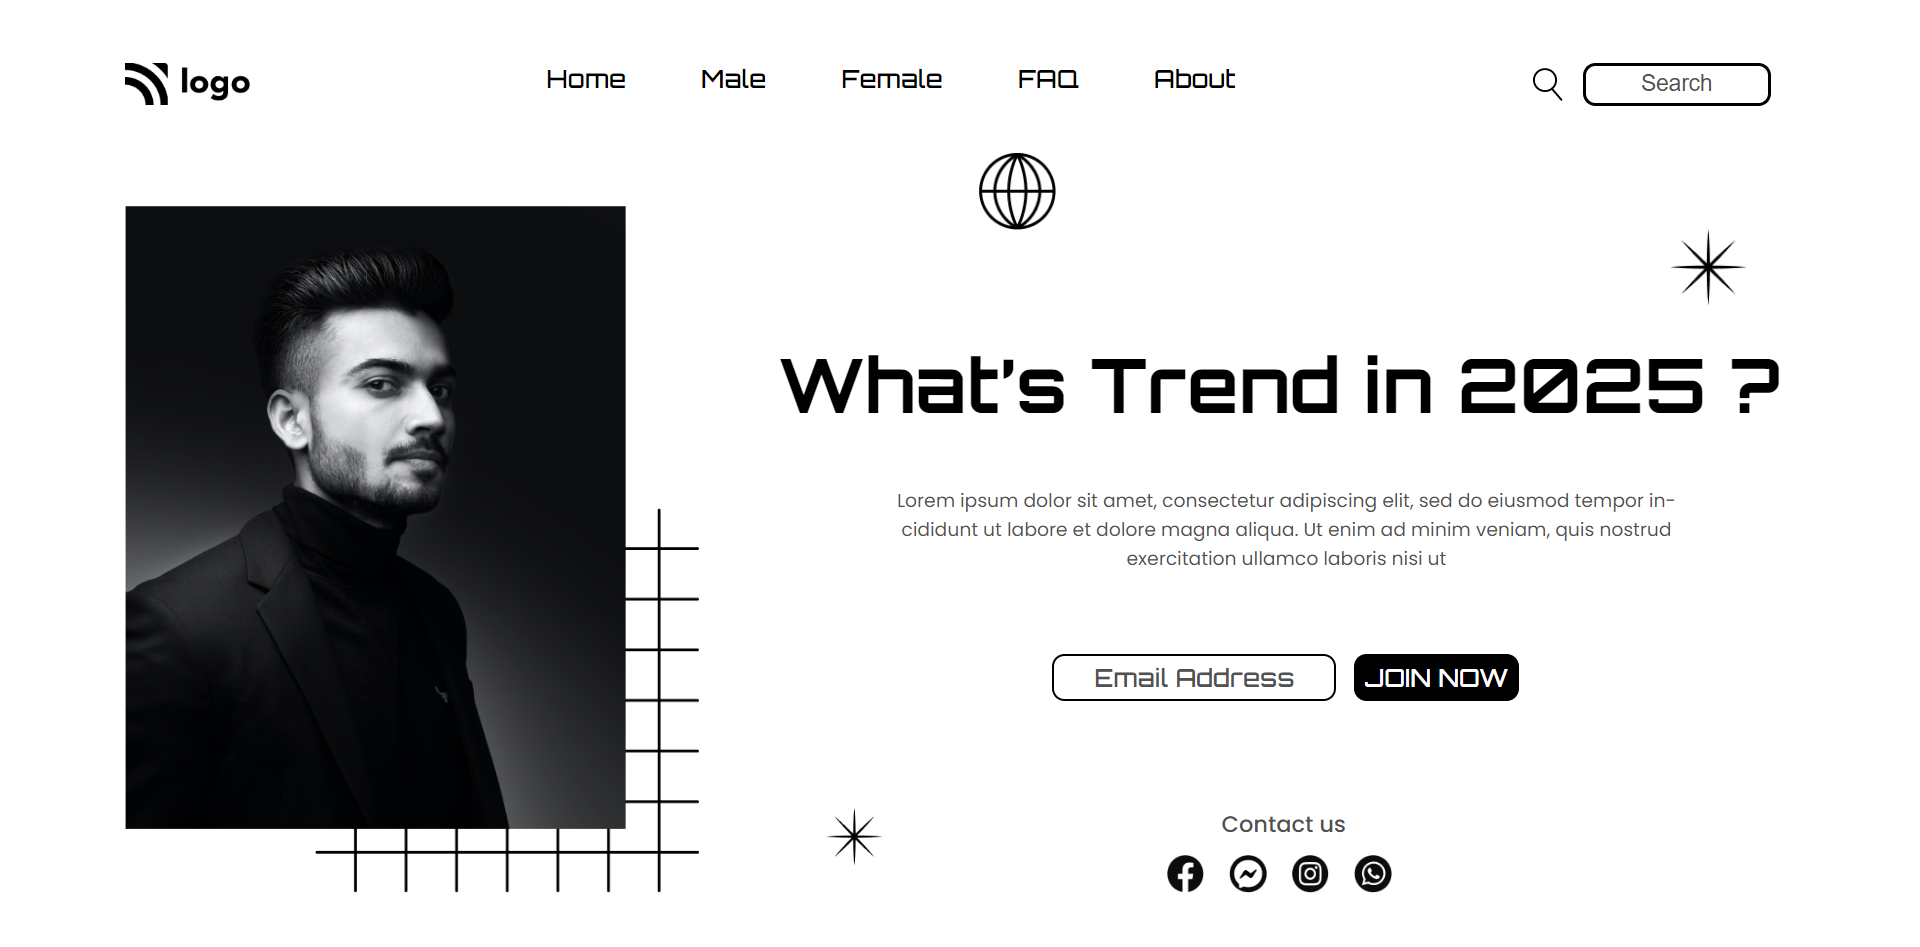 logo
Home Male Female FAQ About
Search
What's Trend in 2025 ?
Lorem ipsum dolor sit amet, consectetur adipiscing elit, sed do eiusmod tempor in-
cididunt ut labore et dolore magna aliqua. Ut enim ad minim veniam, quis nostrud
exercitation ullamco laboris nisi ut
Email Address
JOIN NOW
Contact us